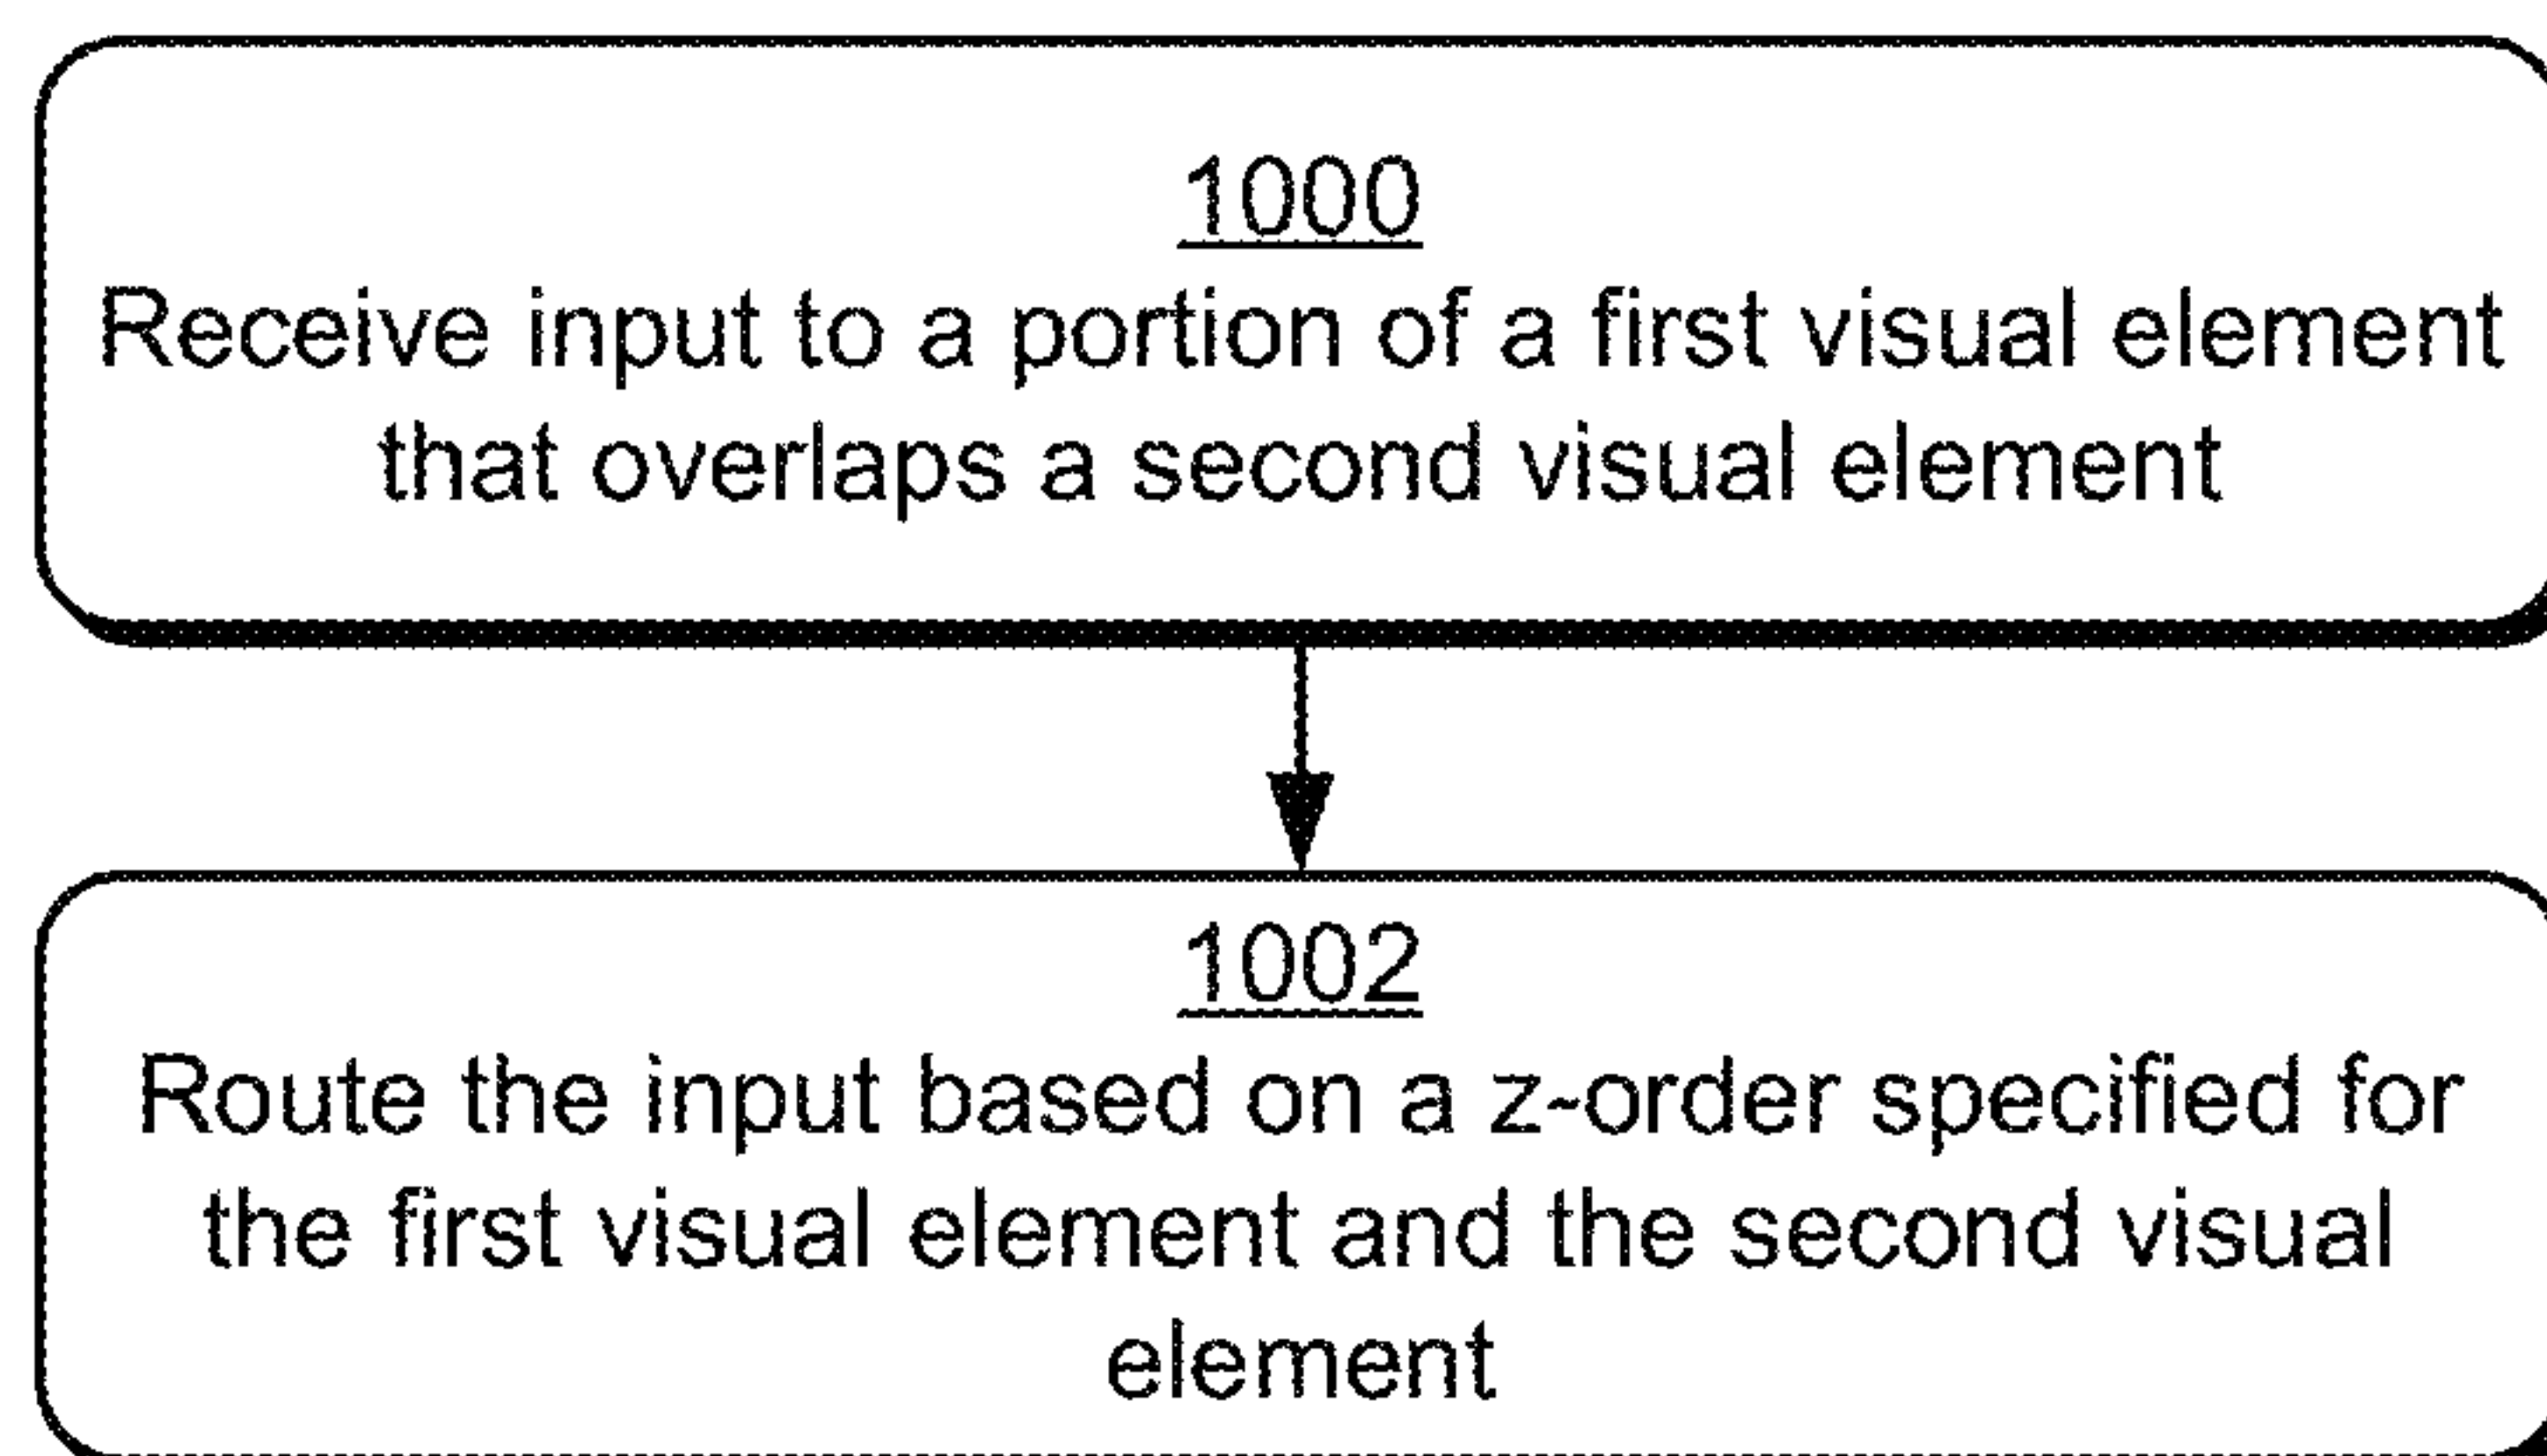 1000
Receive input to a portion of a first visual element
that overlaps a second visual element
1002
Route the input based on a z-order specified for
the first visual element and the second visual
element